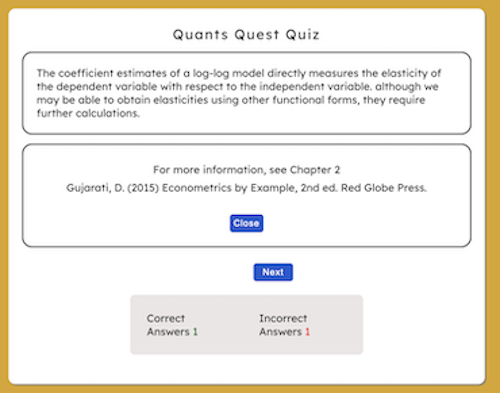 Quants Quest Quiz
The coefficient estimates of a log-log model directly measures the elasticity of
the dependent variable with respect to the independent variable. although we
may be able to obtain elasticities using other functional forms, they require
further calculations.
For more information, see Chapter 2
Gujarati, D. (2015) Econometrics by Example, 2nd ed. Red Globe Press.
Close
Next
Correct Incorrect
Answers 1 Answers 1